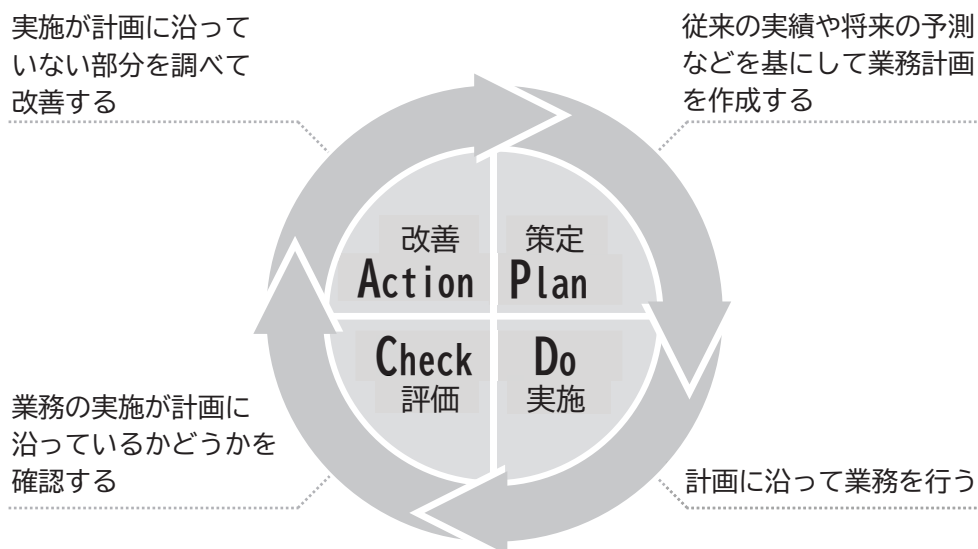 実施が計画に沿って
いない部分を調べて
改善する
従来の実績や将来の予測
などを基にして業務計画
を作成する
改善
Action
策定
Plan
Check
評価
Do
実施
業務の実施が計画に
沿っているかどうかを
確認する
計画に沿って業務を行う